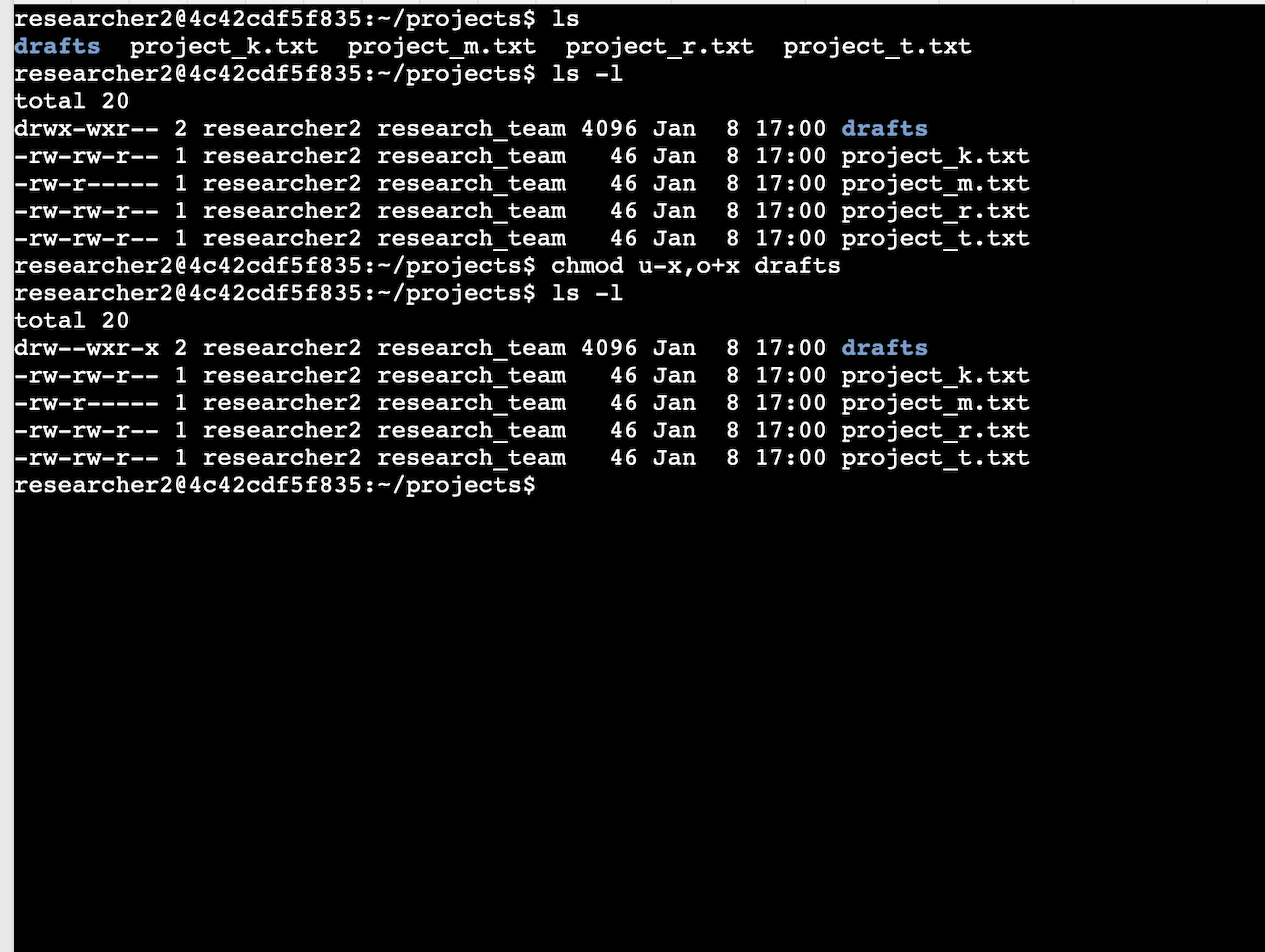 researcher2@4c42cdf5f835:~/projects$ ls
drafts  project_k.txt  project_m.txt  project_r.txt  project_t.txt
researcher2@4c42cdf5f835:~/projects$ ls -l
total 20
drwx-wxr-- 2 researcher2 research_team 4096 Jan  8 17:00 drafts
-rw-rw-r-- 1 researcher2 research_team   46 Jan  8 17:00 project_k.txt
-rw-r----- 1 researcher2 research_team   46 Jan  8 17:00 project_m.txt
-rw-rw-r-- 1 researcher2 research_team   46 Jan  8 17:00 project_r.txt
-rw-rw-r-- 1 researcher2 research_team   46 Jan  8 17:00 project_t.txt
researcher2@4c42cdf5f835:~/projects$ chmod u-x,o+x drafts
researcher2@4c42cdf5f835:~/projects$ ls -l
total 20
drw--wxr-x 2 researcher2 research_team 4096 Jan  8 17:00 drafts
-rw-rw-r-- 1 researcher2 research_team   46 Jan  8 17:00 project_k.txt
-rw-r----- 1 researcher2 research_team   46 Jan  8 17:00 project_m.txt
-rw-rw-r-- 1 researcher2 research_team   46 Jan  8 17:00 project_r.txt
-rw-rw-r-- 1 researcher2 research_team   46 Jan  8 17:00 project_t.txt
researcher2@4c42cdf5f835:~/projects$